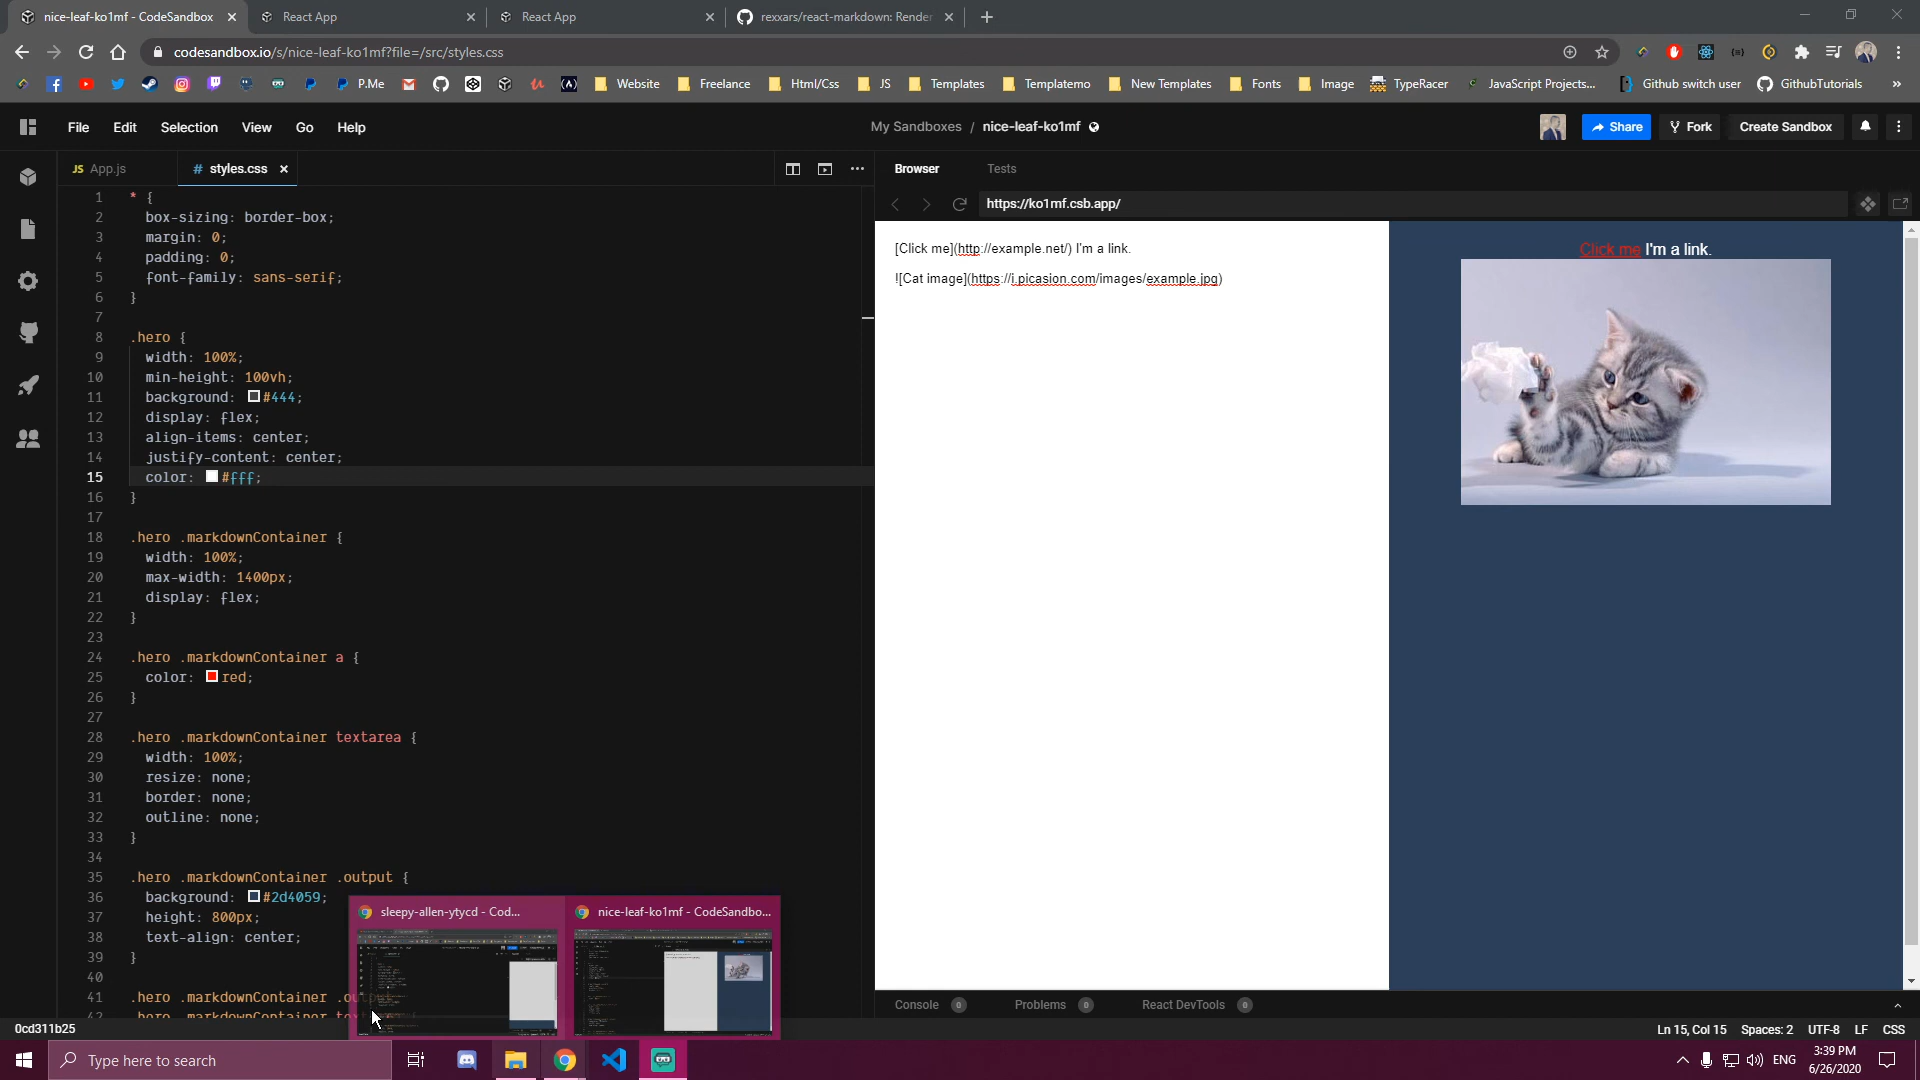 nice-leaf-ko1mf - CodeSandbox
React App
React App
rexxars/react-markdown: Render
codesandbox.io/s/nice-leaf-ko1mf?file=/src/styles.css
P.Me
Website
Freelance
Html/Css
JS
Templates
Templatemo
New Templates
Fonts
Image
TypeRacer
JavaScript Projects...
Github switch user
GithubTutorials
»
File Edit Selection View Go Help
My Sandboxes / nice-leaf-ko1mf
Share
Fork
Create Sandbox
JS App.js
# styles.css
Browser
Tests
https://ko1mf.csb.app/
1 * {
2 box-sizing: border-box;
3 margin: 0;
4 padding: 0;
5 font-family: sans-serif;
6 }
7
8 .hero {
9 width: 100%;
10 min-height: 100vh;
11 background: #444;
12 display: flex;
13 align-items: center;
14 justify-content: center;
15 color: #fff;
16 }
17
18 .hero .markdownContainer {
19 width: 100%;
20 max-width: 1400px;
21 display: flex;
22 }
23
24 .hero .markdownContainer a {
25 color: red;
26 }
27
28 .hero .markdownContainer textarea {
29 width: 100%;
30 resize: none;
31 border: none;
32 outline: none;
33 }
34
35 .hero .markdownContainer .output {
36 background: #2d4059;
37 height: 800px;
38 text-align: center;
39 }
40
41 .hero .markdownContainer
42 .hero .markdownContainer
[Click me](http://example.net/) I'm a link.
![Cat image](https://i.picasion.com/images/example.jpg)
Click me I'm a link.
sleepy-allen-ytycd - Cod...
nice-leaf-ko1mf - CodeSandbo...
Console 0
Problems 0
React DevTools 0
0cd311b25
Ln 15, Col 15 Spaces: 2 UTF-8 LF CSS
Type here to search
ENG
3:39 PM
6/26/2020